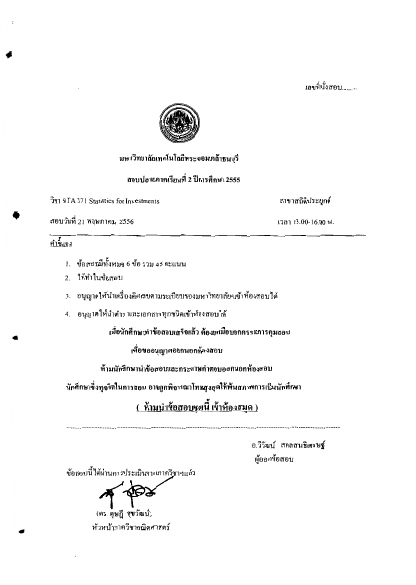 เลขที่นั่งสอบ........
มหาวิทยาลัยเทคโนโลยีพระจอมเกล้าธนบุรี
สอบปลายภาคเรียนที่ 2 ปีการศึกษา 2555
วิชา STA 371 Statistics for Investments
สาขาสถิติประยุกต์
สอบวันที่ 21 พฤษภาคม 2556
เวลา 13.00-16.00 น.
คำชี้แจง
1. ข้อสอบมีทั้งหมด 6 ข้อ รวม 45 คะแนน
2. ให้ทำในข้อสอบ
3. อนุญาตให้นำเครื่องคิดเลขตามระเบียบของมหาวิทยาลัยเข้าห้องสอบได้
4. อนุญาตให้นำตำราและเอกสารทุกชนิดเข้าห้องสอบได้
เมื่อนักศึกษาทำข้อสอบเสร็จแล้ว ต้องยกมือบอกกรรมการคุมสอบ
เพื่อขออนุญาตออกนอกห้องสอบ
ห้ามนักศึกษานำข้อสอบและกระดาษคำตอบออกนอกห้องสอบ
นักศึกษาซึ่งทุจริตในการสอบ อาจถูกพิจารณาโทษสูงสุดให้พ้นสภาพการเป็นนักศึกษา
( ห้ามนำข้อสอบชุดนี้ เข้าห้องสมุด )
อ.วิวัฒน์
ผู้ออกข้อสอบ
ข้อสอบนี้ได้ผ่านการประเมินจากภาควิชาฯแล้ว
(ดร. ดุษฎี ศุขวัฒน์)
หัวหน้าภาควิชาคณิตศาสตร์